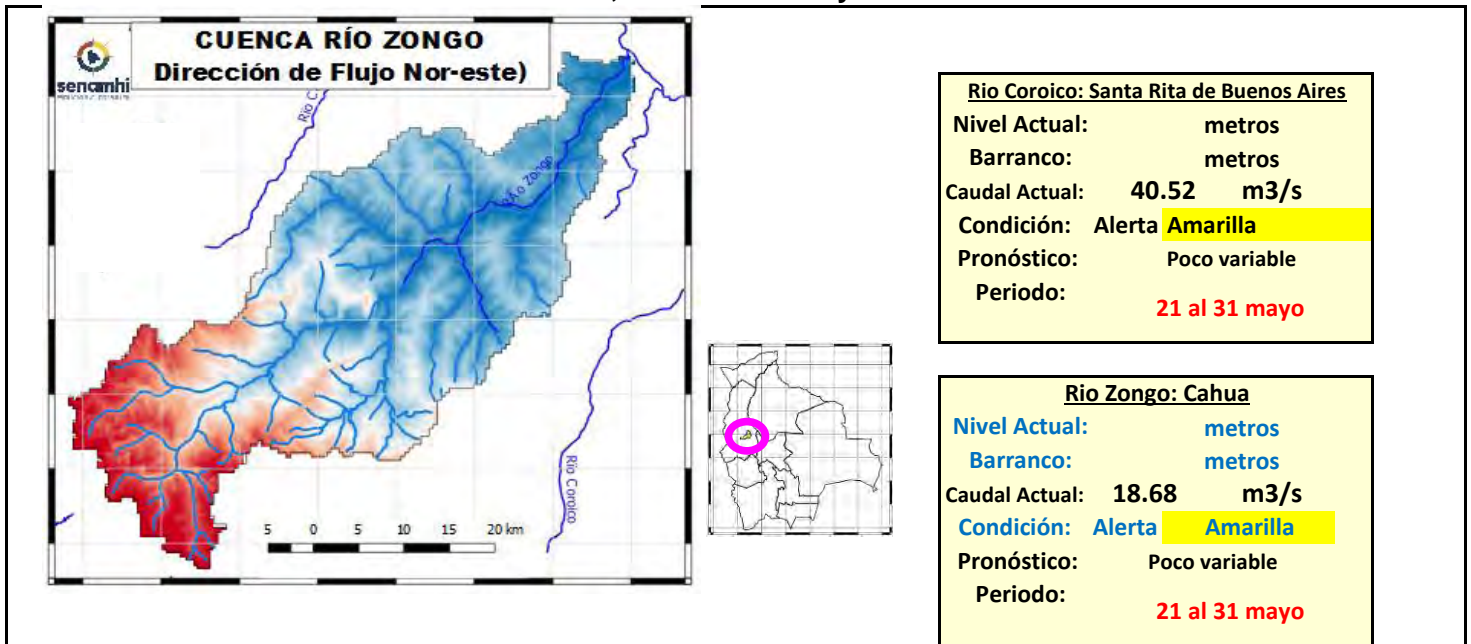 CUENCA RÍO ZONGO
Dirección de Flujo Nor-este)
sencamhi
Río C.
Río Zongo
Río Coroico
5 0 5 10 15 20 km
Rio Coroico: Santa Rita de Buenos Aires
Nivel Actual: metros
Barranco: metros
Caudal Actual: 40.52 m3/s
Condición: Alerta Amarilla
Pronóstico: Poco variable
Periodo:
21 al 31 mayo
Rio Zongo: Cahua
Nivel Actual: metros
Barranco: metros
Caudal Actual: 18.68 m3/s
Condición: Alerta Amarilla
Pronóstico: Poco variable
Periodo:
21 al 31 mayo